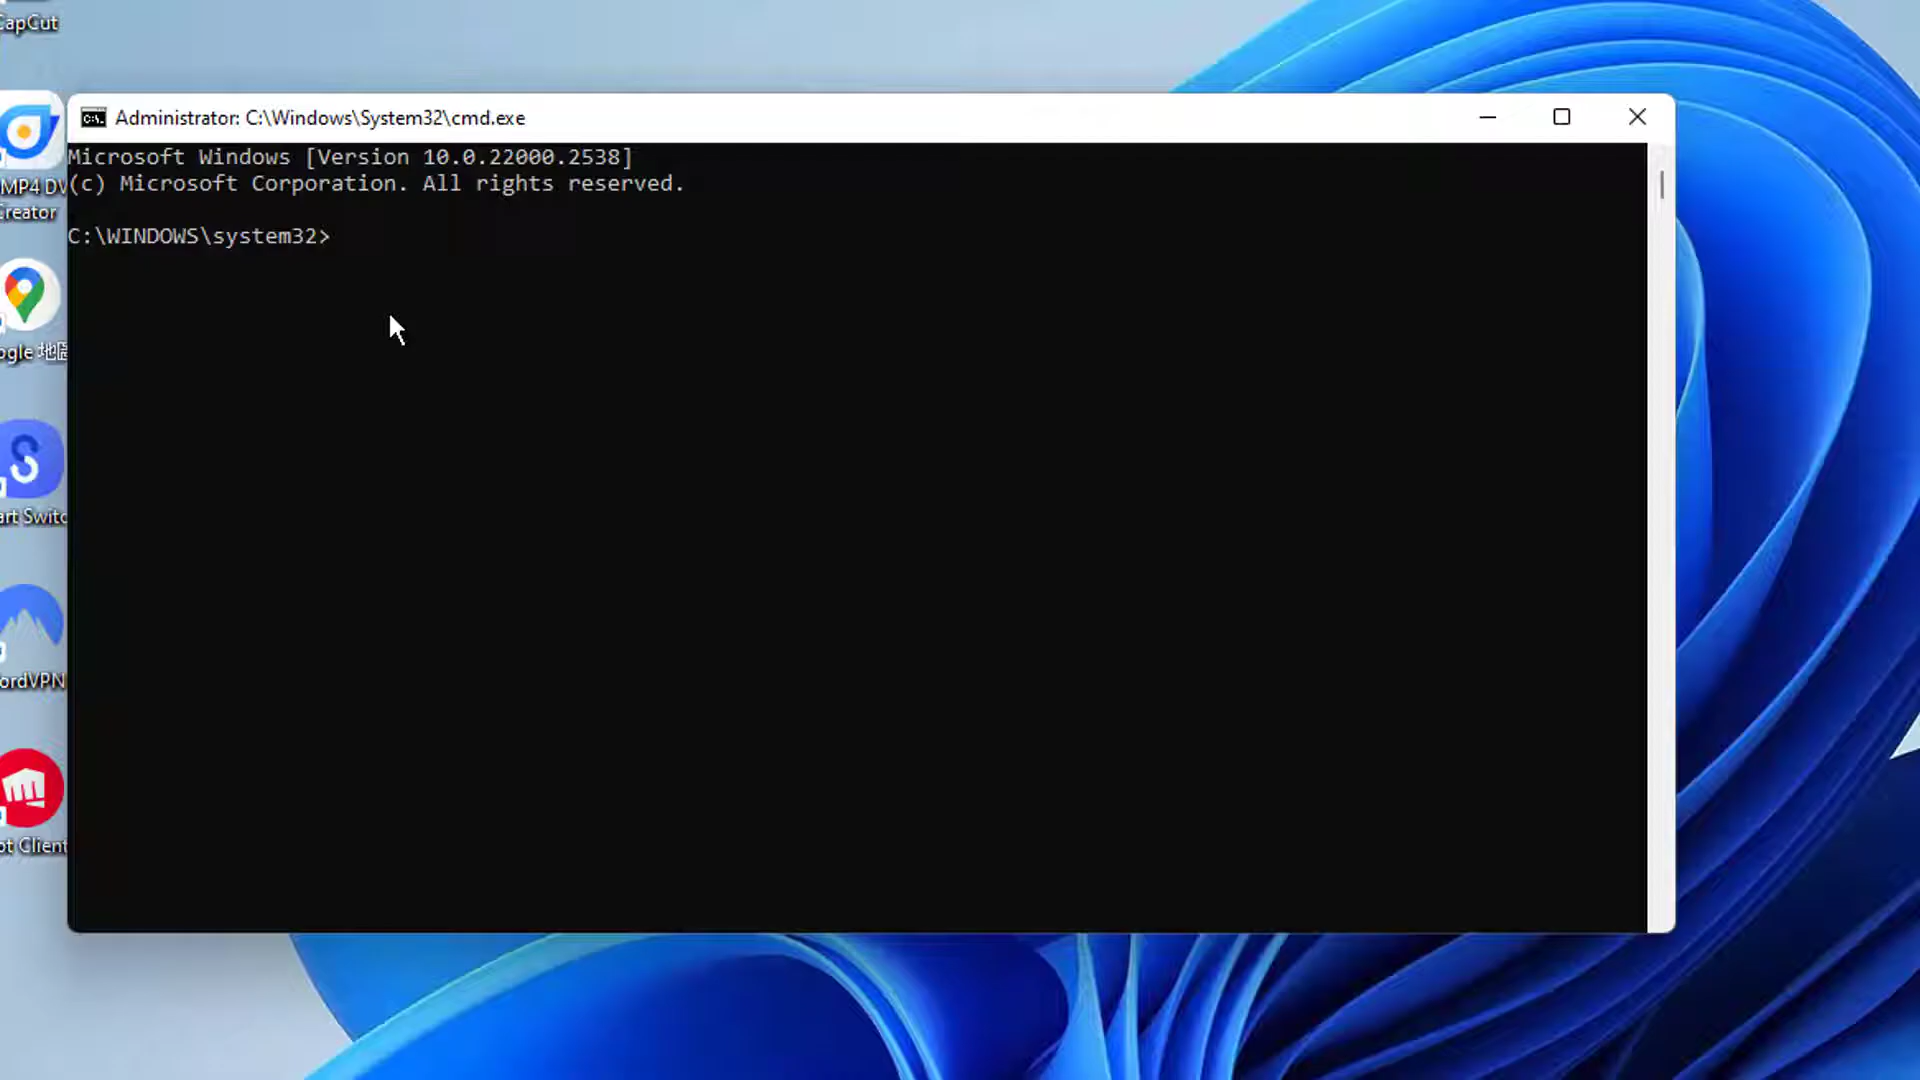 CapCut
Administrator: C:\Windows\System32\cmd.exe
Microsoft Windows [Version 10.0.22000.2538]
(c) Microsoft Corporation. All rights reserved.
C:\WINDOWS\system32>
MP4 DV
Creator
ogle 地圖
art Switc
ordVPN
ot Client